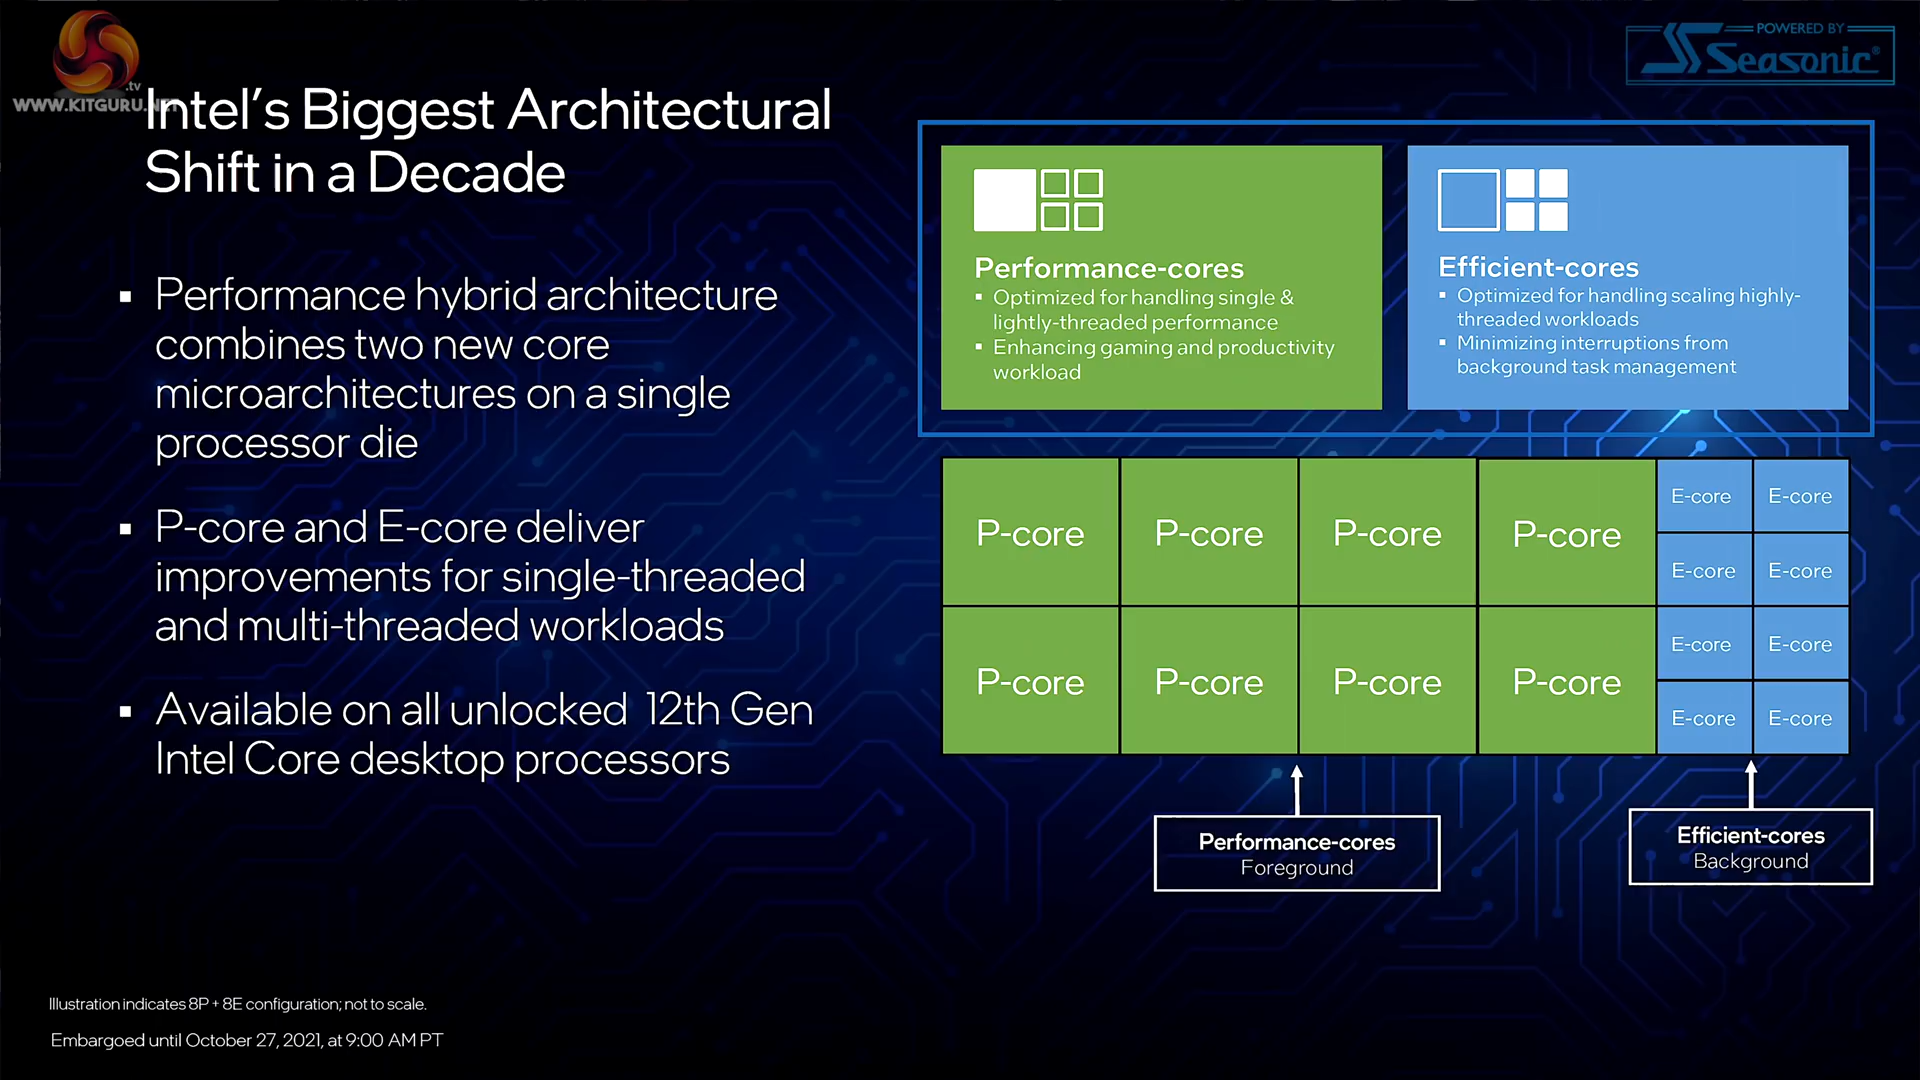 .tv
WWW.KITGURU.NET
POWERED BY
Seasonic®
Intel's Biggest Architectural
Shift in a Decade
▪ Performance hybrid architecture
combines two new core
microarchitectures on a single
processor die
▪ P-core and E-core deliver
improvements for single-threaded
and multi-threaded workloads
▪ Available on all unlocked 12th Gen
Intel Core desktop processors
Performance-cores
▪ Optimized for handling single &
lightly-threaded performance
▪ Enhancing gaming and productivity
workload
Efficient-cores
▪ Optimized for handling scaling highly-
threaded workloads
▪ Minimizing interruptions from
background task management
P-core P-core P-core P-core E-core E-core
E-core E-core
P-core P-core P-core P-core E-core E-core
E-core E-core
Performance-cores
Foreground
Efficient-cores
Background
Illustration indicates 8P + 8E configuration; not to scale.
Embargoed until October 27, 2021, at 9:00 AM PT